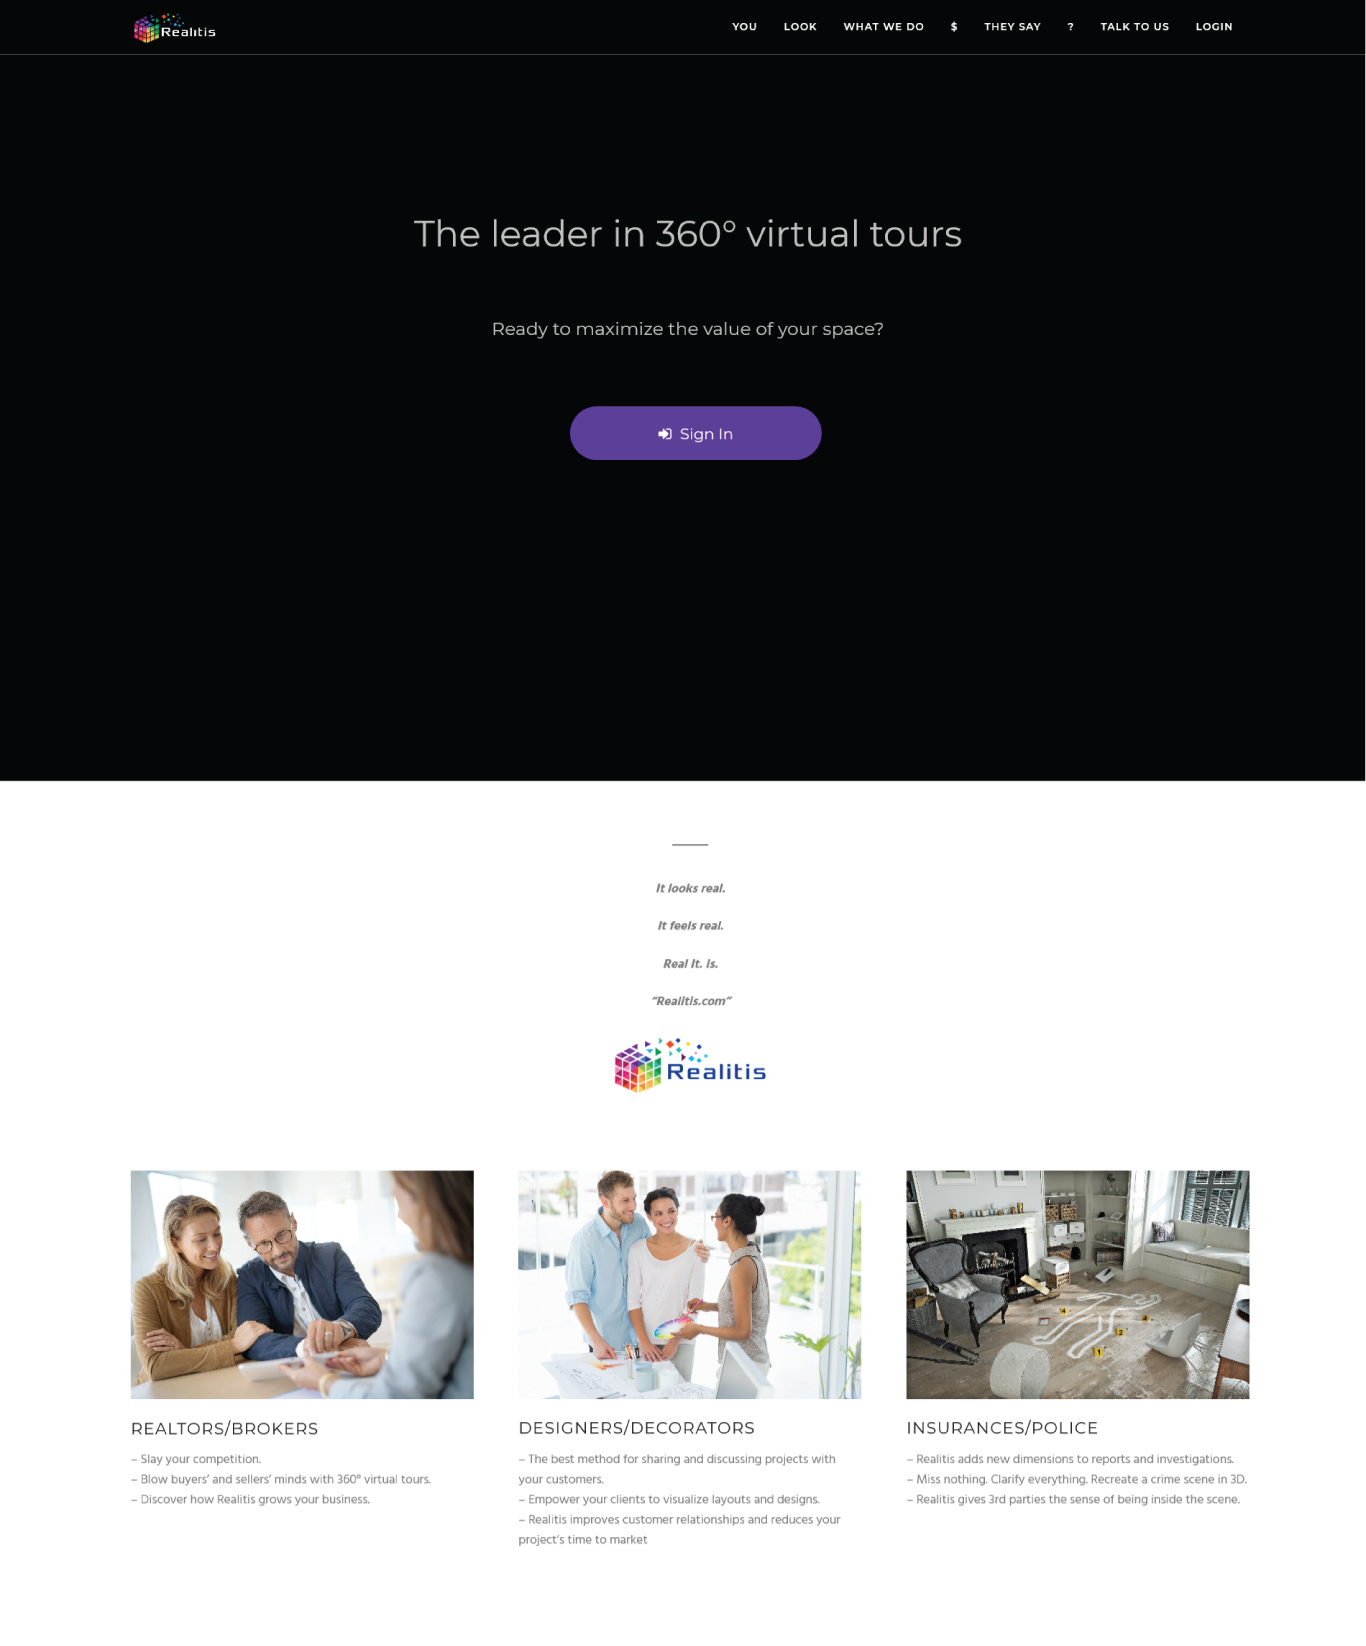 Realitis
YOU LOOK WHAT WE DO $ THEY SAY ? TALK TO US LOGIN
The leader in 360° virtual tours
Ready to maximize the value of your space?
Sign In
It looks real.
It feels real.
Real It. Is.
“Realitis.com”
Realitis
REALTORS/BROKERS
– Slay your competition.
– Blow buyers’ and sellers’ minds with 360° virtual tours.
– Discover how Realitis grows your business.
DESIGNERS/DECORATORS
– The best method for sharing and discussing projects with
your customers.
– Empower your clients to visualize layouts and designs.
– Realitis improves customer relationships and reduces your
project’s time to market
4
3
2
1
INSURANCES/POLICE
– Realitis adds new dimensions to reports and investigations.
– Miss nothing. Clarify everything. Recreate a crime scene in 3D.
– Realitis gives 3rd parties the sense of being inside the scene.